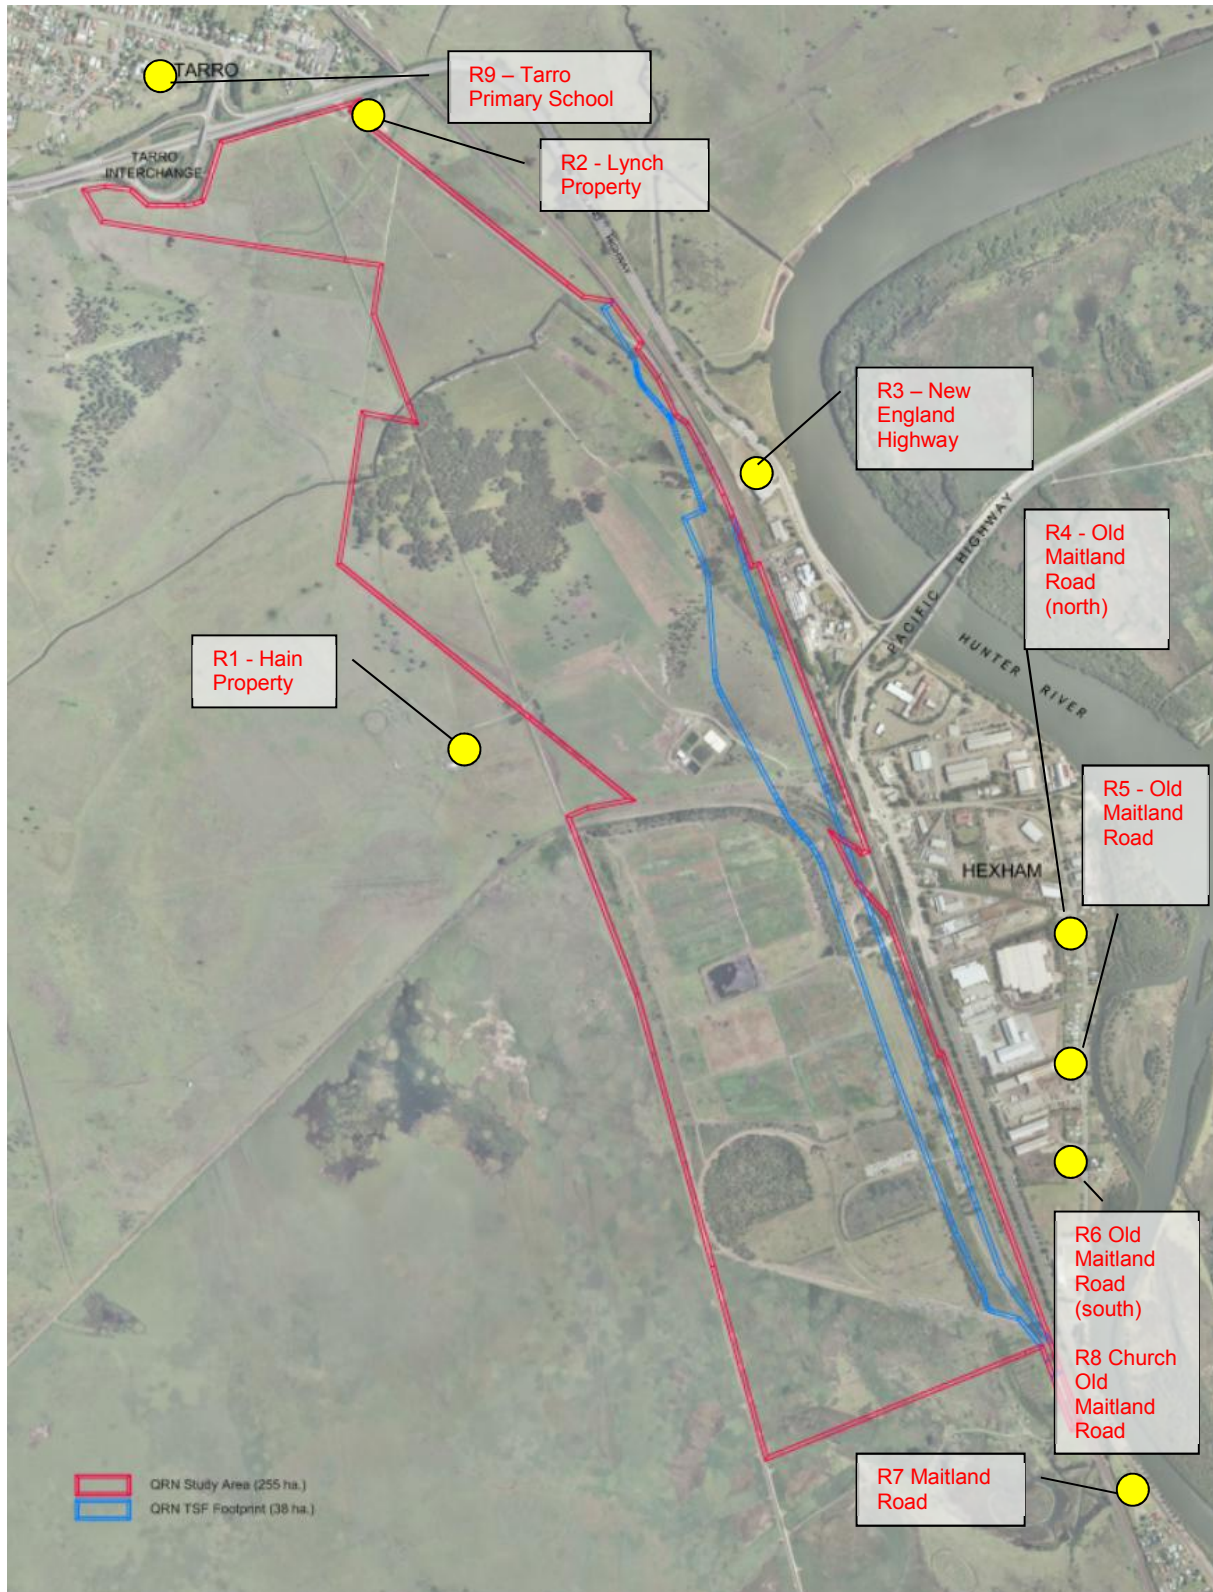 TARRO
R9 – Tarro
Primary School
TARRO
INTERCHANGE
R2 - Lynch
Property
HIGHWAY
R3 – New
England
Highway
PACIFIC HIGHWAY
R4 - Old
Maitland
Road
(north)
HUNTER RIVER
R1 - Hain
Property
R5 - Old
Maitland
Road
HEXHAM
R6 Old
Maitland
Road
(south)
R8 Church
Old
Maitland
Road
R7 Maitland
Road
QRN Study Area (255 ha.)
QRN TSF Footprint (38 ha.)